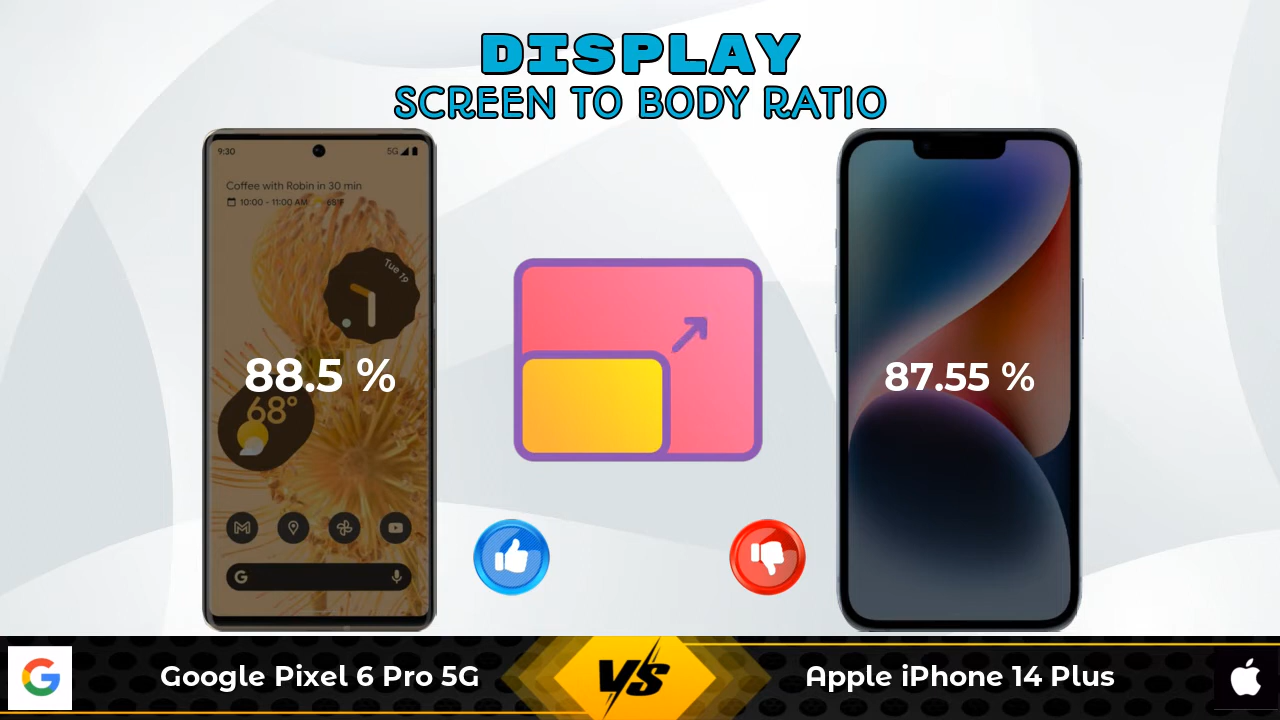 DISPLAY
SCREEN TO BODY RATIO
9:30
5G
Coffee with Robin in 30 min
10:00 - 11:00 AM 68°F
Tue 19
88.5 %
68°
87.55 %
G
Google Pixel 6 Pro 5G
VS
Apple iPhone 14 Plus